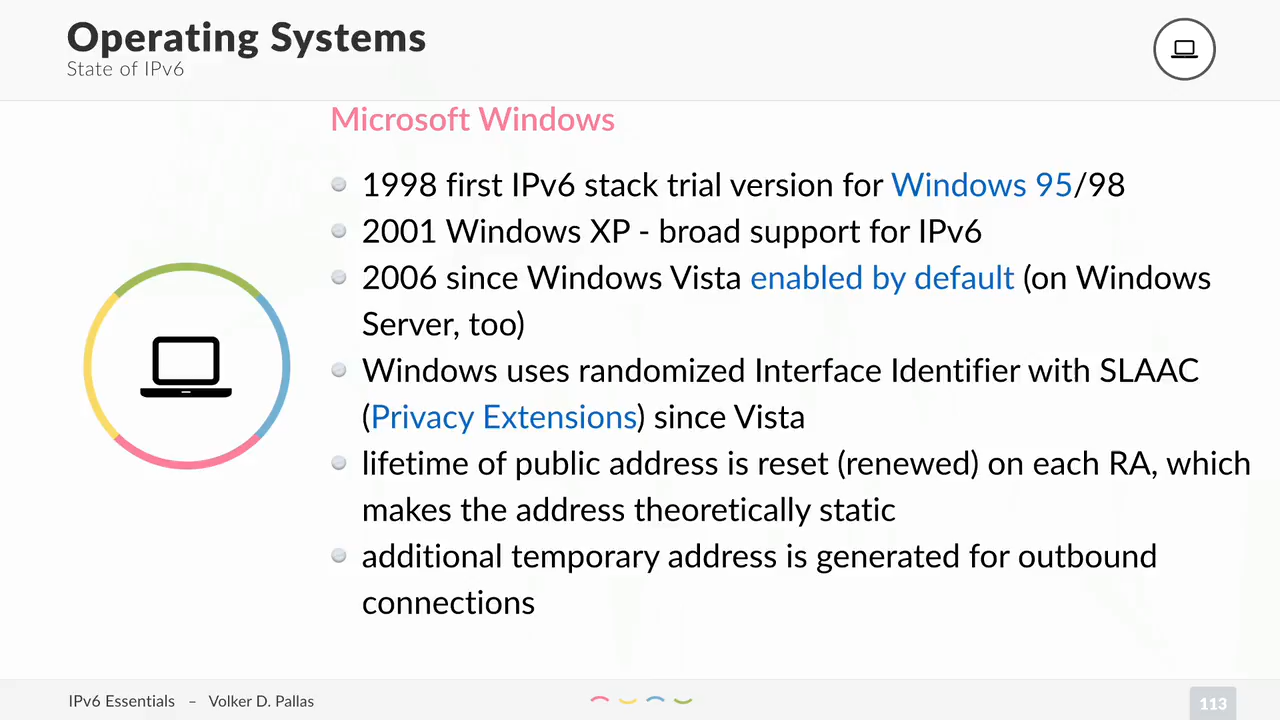 Operating Systems
State of IPv6
Microsoft Windows
1998 first IPv6 stack trial version for Windows 95/98
2001 Windows XP - broad support for IPv6
2006 since Windows Vista enabled by default (on Windows
Server, too)
Windows uses randomized Interface Identifier with SLAAC
(Privacy Extensions) since Vista
lifetime of public address is reset (renewed) on each RA, which
makes the address theoretically static
additional temporary address is generated for outbound
connections
IPv6 Essentials – Volker D. Pallas
113